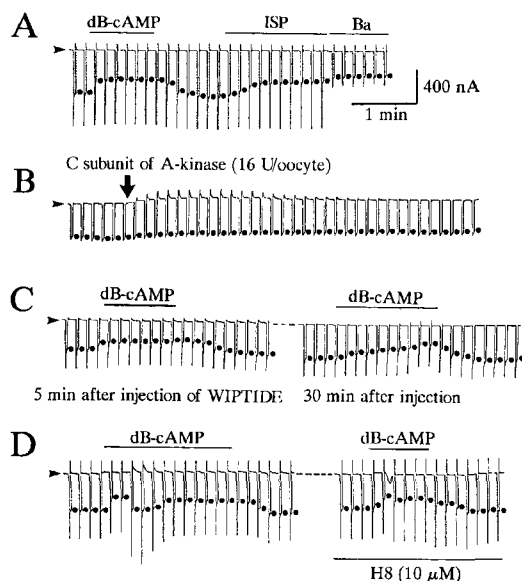 A
dB-cAMP ISP Ba
400 nA
1 min
C subunit of A-kinase (16 U/oocyte)
B
C
dB-cAMP dB-cAMP
5 min after injection of WIPTIDE 30 min after injection
D
dB-cAMP dB-cAMP
H8 (10 µM)